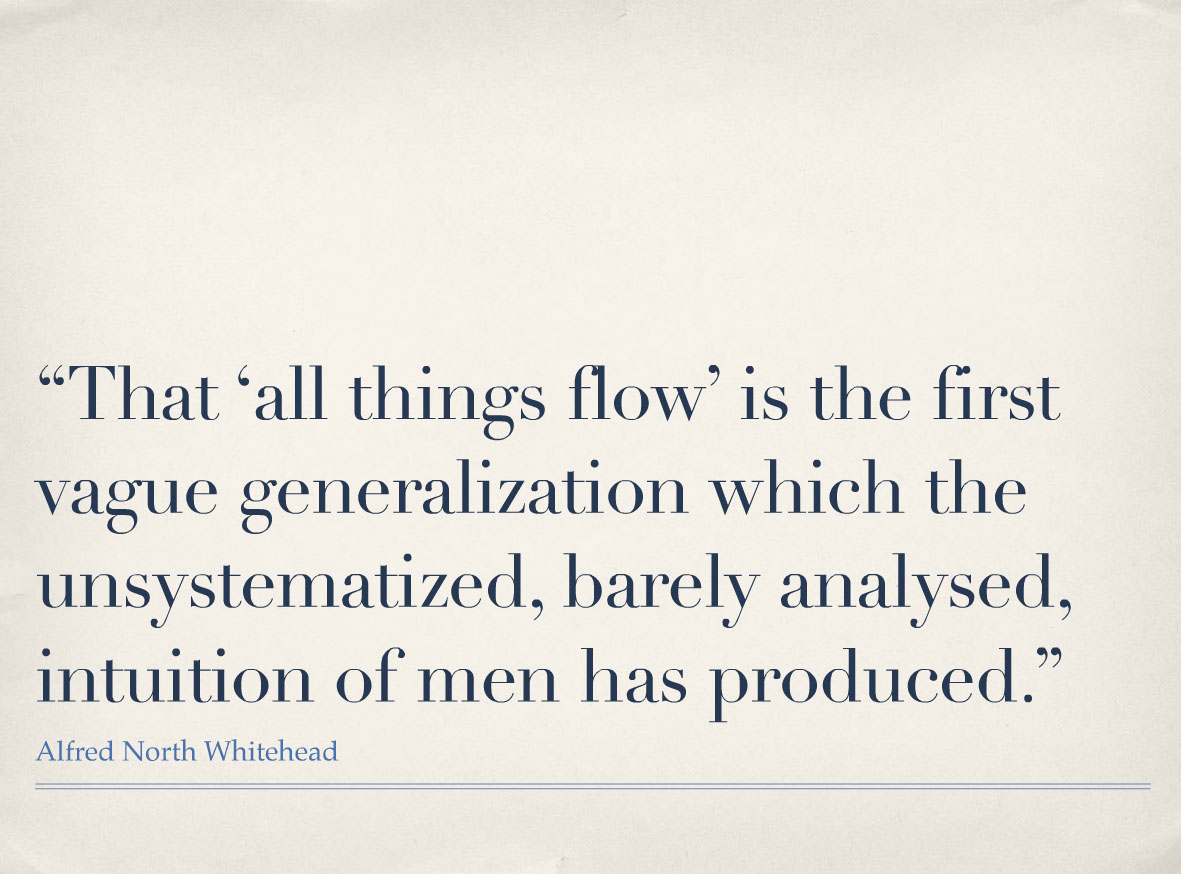 “That ‘all things flow’ is the first
vague generalization which the
unsystematized, barely analysed,
intuition of men has produced.”
Alfred North Whitehead